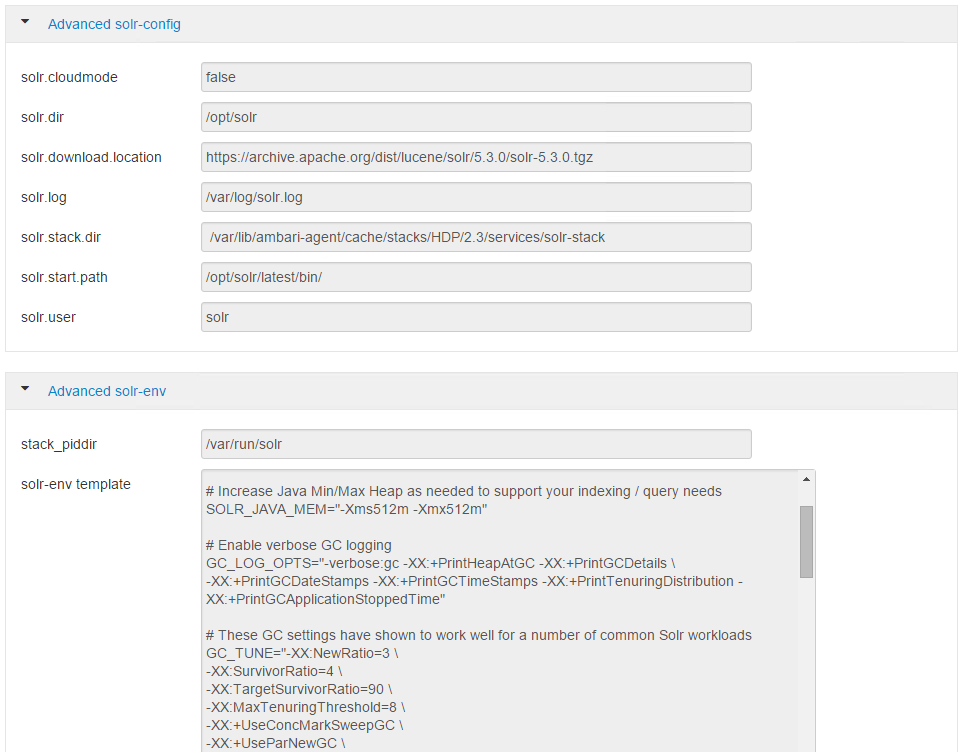 Advanced solr-config
solr.cloudmode false
solr.dir /opt/solr
solr.download.location https://archive.apache.org/dist/lucene/solr/5.3.0/solr-5.3.0.tgz
solr.log /var/log/solr.log
solr.stack.dir /var/lib/ambari-agent/cache/stacks/HDP/2.3/services/solr-stack
solr.start.path /opt/solr/latest/bin/
solr.user solr
Advanced solr-env
stack_piddir /var/run/solr
solr-env template
# Increase Java Min/Max Heap as needed to support your indexing / query needs
SOLR_JAVA_MEM="-Xms512m -Xmx512m"
# Enable verbose GC logging
GC_LOG_OPTS="-verbose:gc -XX:+PrintHeapAtGC -XX:+PrintGCDetails \
-XX:+PrintGCDateStamps -XX:+PrintGCTimeStamps -XX:+PrintTenuringDistribution -
XX:+PrintGCApplicationStoppedTime"
# These GC settings have shown to work well for a number of common Solr workloads
GC_TUNE="-XX:NewRatio=3 \
-XX:SurvivorRatio=4 \
-XX:TargetSurvivorRatio=90 \
-XX:MaxTenuringThreshold=8 \
-XX:+UseConcMarkSweepGC \
-XX:+UseParNewGC \